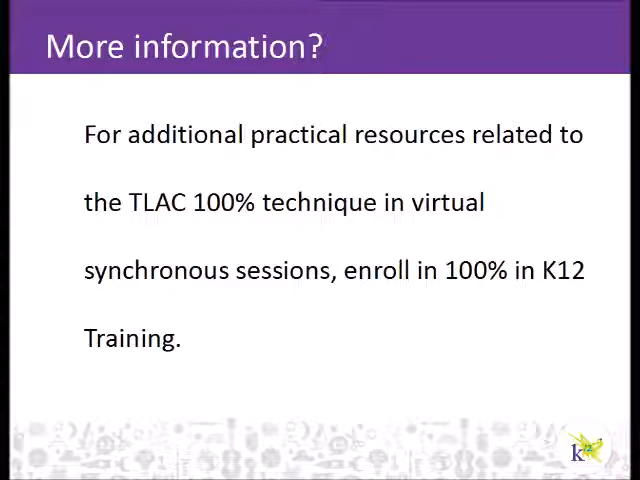 More information?
For additional practical resources related to
the TLAC 100% technique in virtual
synchronous sessions, enroll in 100% in K12
Training.
k12